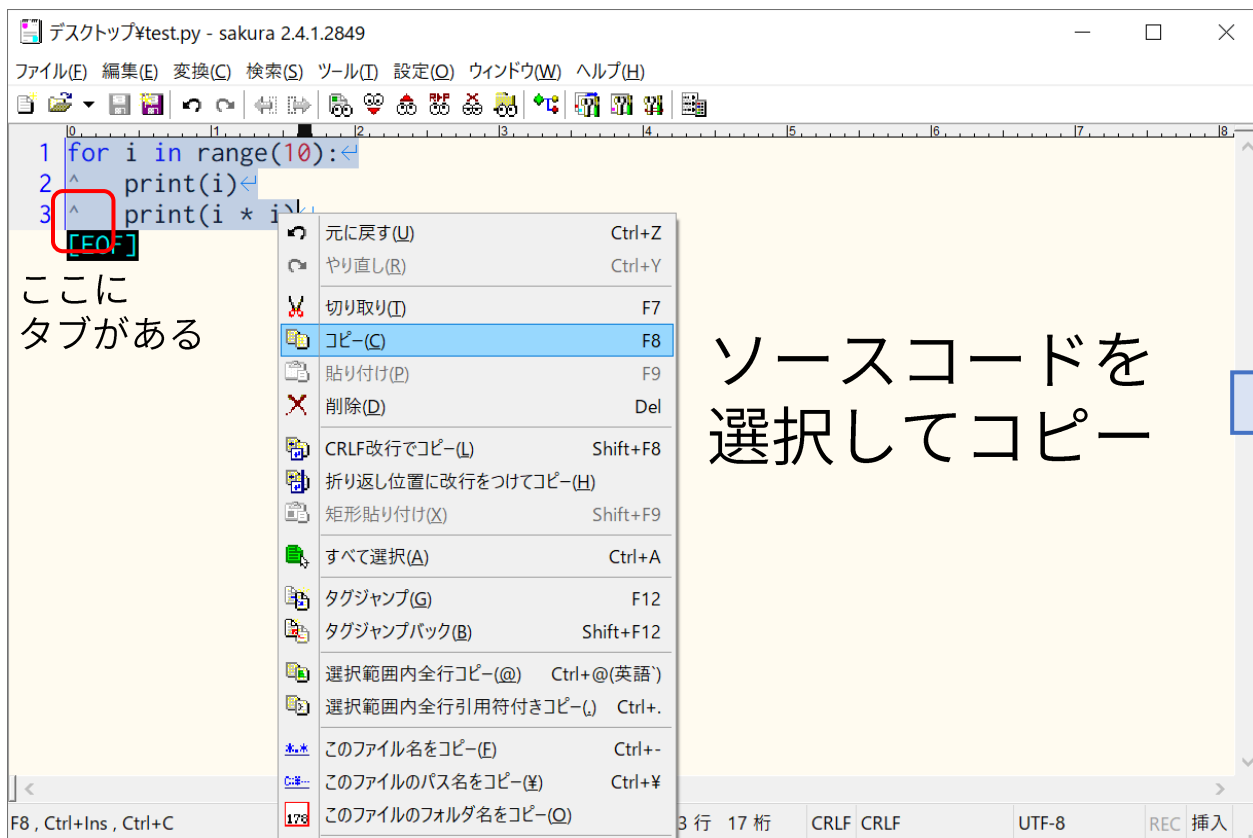 デスクトップ¥test.py - sakura 2.4.1.2849
ファイル(F) 編集(E) 変換(C) 検索(S) ツール(T) 設定(O) ウィンドウ(W) ヘルプ(H)
0 1 2 3 4 5 6 7 8
1 for i in range(10):↵
2 ^ print(i)↵
3 ^ print(i * i)
[EOF]
ここに
タブがある
元に戻す(U) Ctrl+Z
やり直し(R) Ctrl+Y
切り取り(T) F7
コピー(C) F8
貼り付け(P) F9
削除(D) Del
CRLF改行でコピー(L) Shift+F8
折り返し位置に改行をつけてコピー(H)
矩形貼り付け(X) Shift+F9
すべて選択(A) Ctrl+A
タグジャンプ(G) F12
タグジャンプバック(B) Shift+F12
選択範囲内全行コピー(@) Ctrl+@(英語`)
選択範囲内全行引用符付きコピー(.) Ctrl+.
このファイル名をコピー(F) Ctrl+-
このファイルのパス名をコピー(¥) Ctrl+¥
このファイルのフォルダ名をコピー(O)
ソースコードを
選択してコピー
F8 , Ctrl+Ins , Ctrl+C 3 行 17 桁 CRLF CRLF UTF-8 REC 挿入